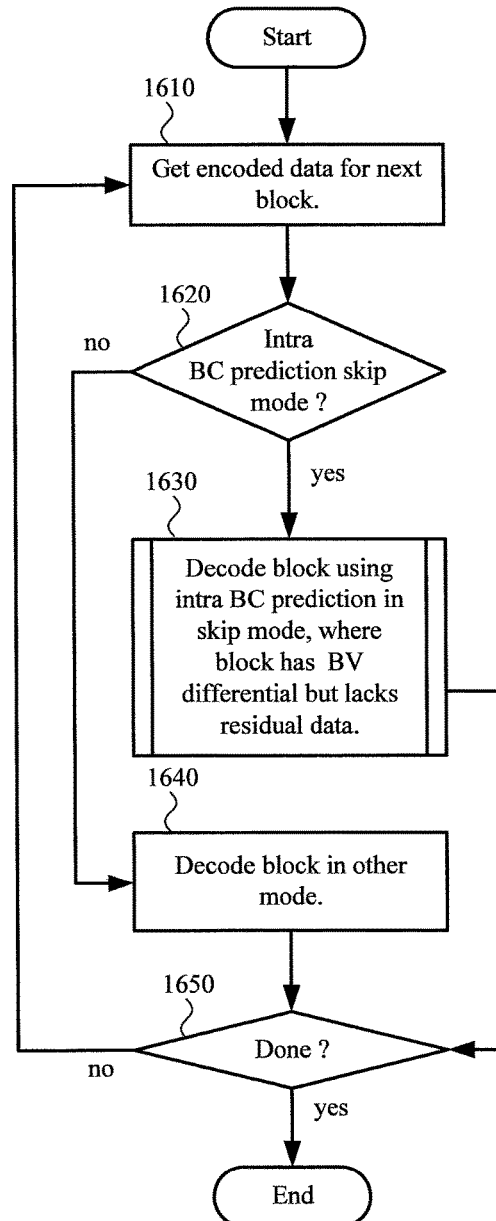 Start
1610
Get encoded data for next
block.
1620
no
Intra
BC prediction skip
mode ?
yes
1630
Decode block using
intra BC prediction in
skip mode, where
block has BV
differential but lacks
residual data.
1640
Decode block in other
mode.
1650
Done ?
no
yes
End